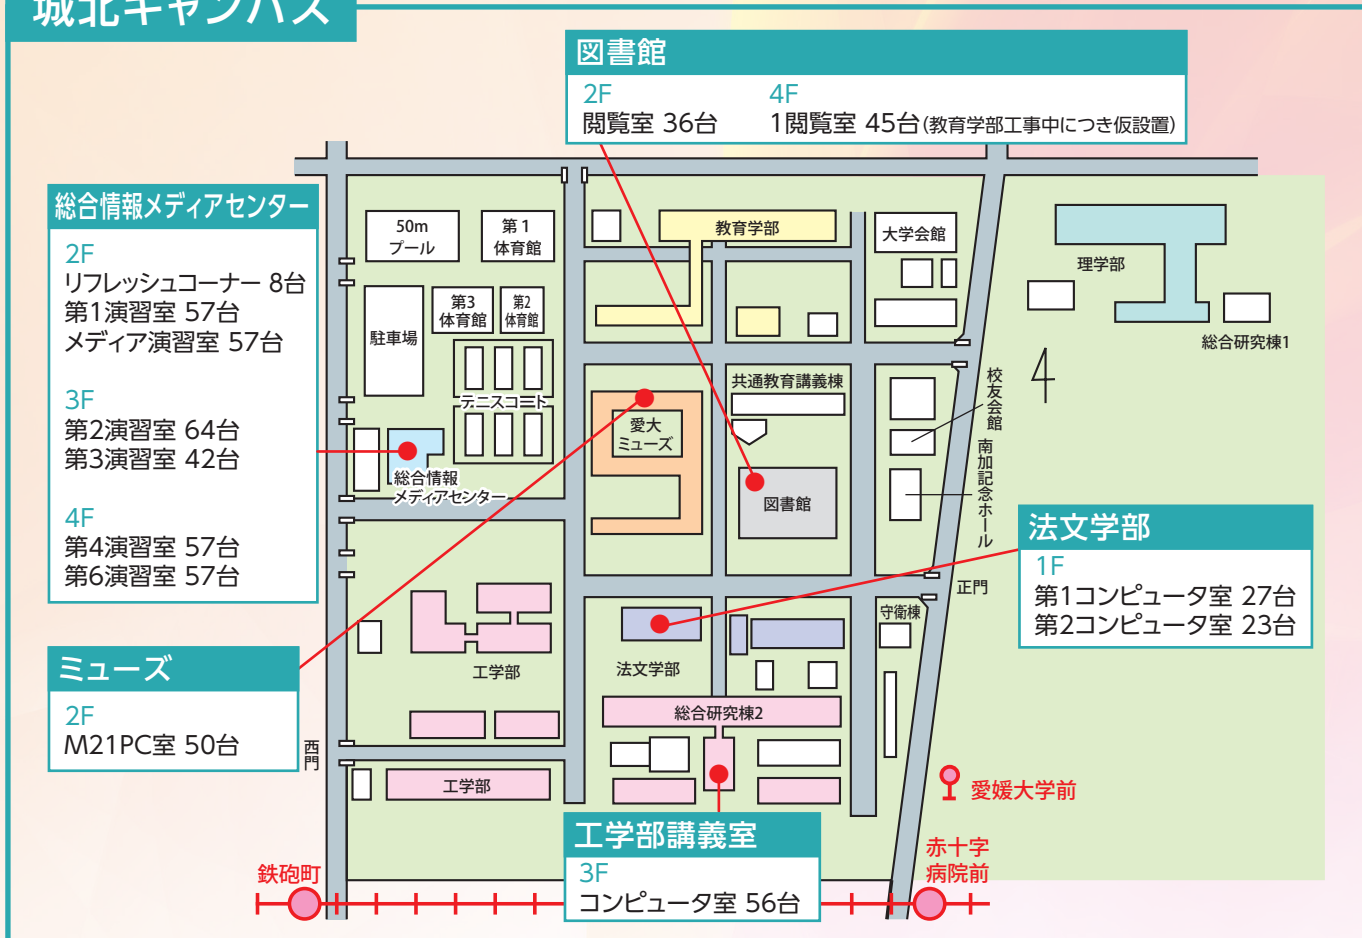 城北キャンパス
図書館
2F
閲覧室 36台
4F
1閲覧室 45台(教育学部工事中につき仮設置)
総合情報メディアセンター
2F
リフレッシュコーナー 8台
第1演習室 57台
メディア演習室 57台
3F
第2演習室 64台
第3演習室 42台
4F
第4演習室 57台
第6演習室 57台
ミューズ
2F
M21PC室 50台
法文学部
1F
第1コンピュータ室 27台
第2コンピュータ室 23台
工学部講義室
3F
コンピュータ室 56台
50m
プール
第1
体育館
教育学部
大学会館
理学部
総合研究棟1
駐車場
第3
体育館
第2
体育館
テニスコート
共通教育講義棟
校友会館
愛大
ミューズ
総合情報
メディアセンター
図書館
南加記念ホール
正門
守衛棟
工学部
法文学部
総合研究棟2
西門
工学部
愛媛大学前
鉄砲町
赤十字
病院前